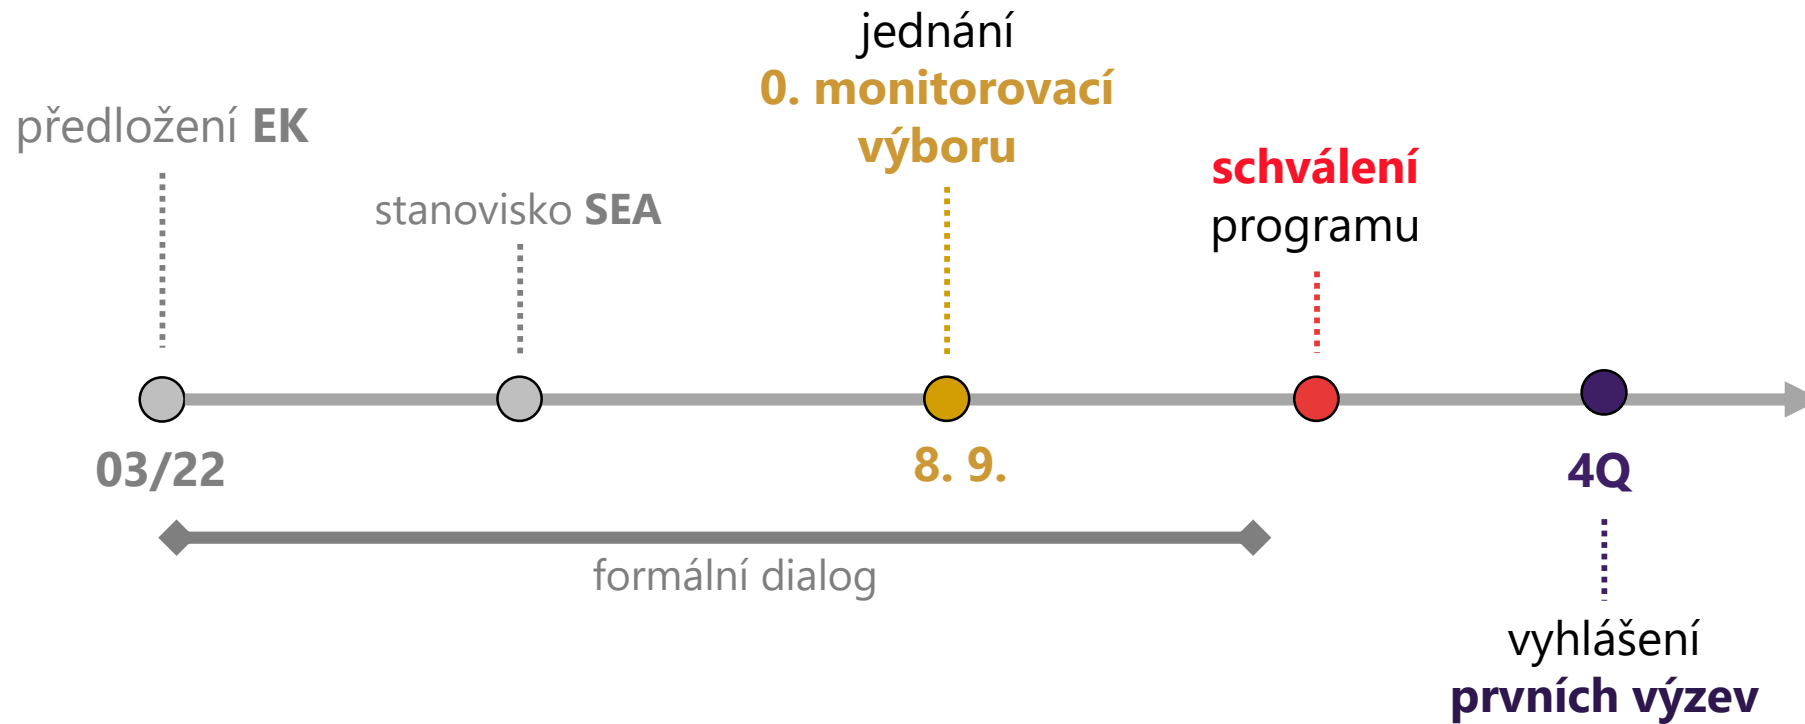 předložení EK
stanovisko SEA
jednání
0. monitorovací
výboru
schválení
programu
03/22
8. 9.
4Q
formální dialog
vyhlášení
prvních výzev